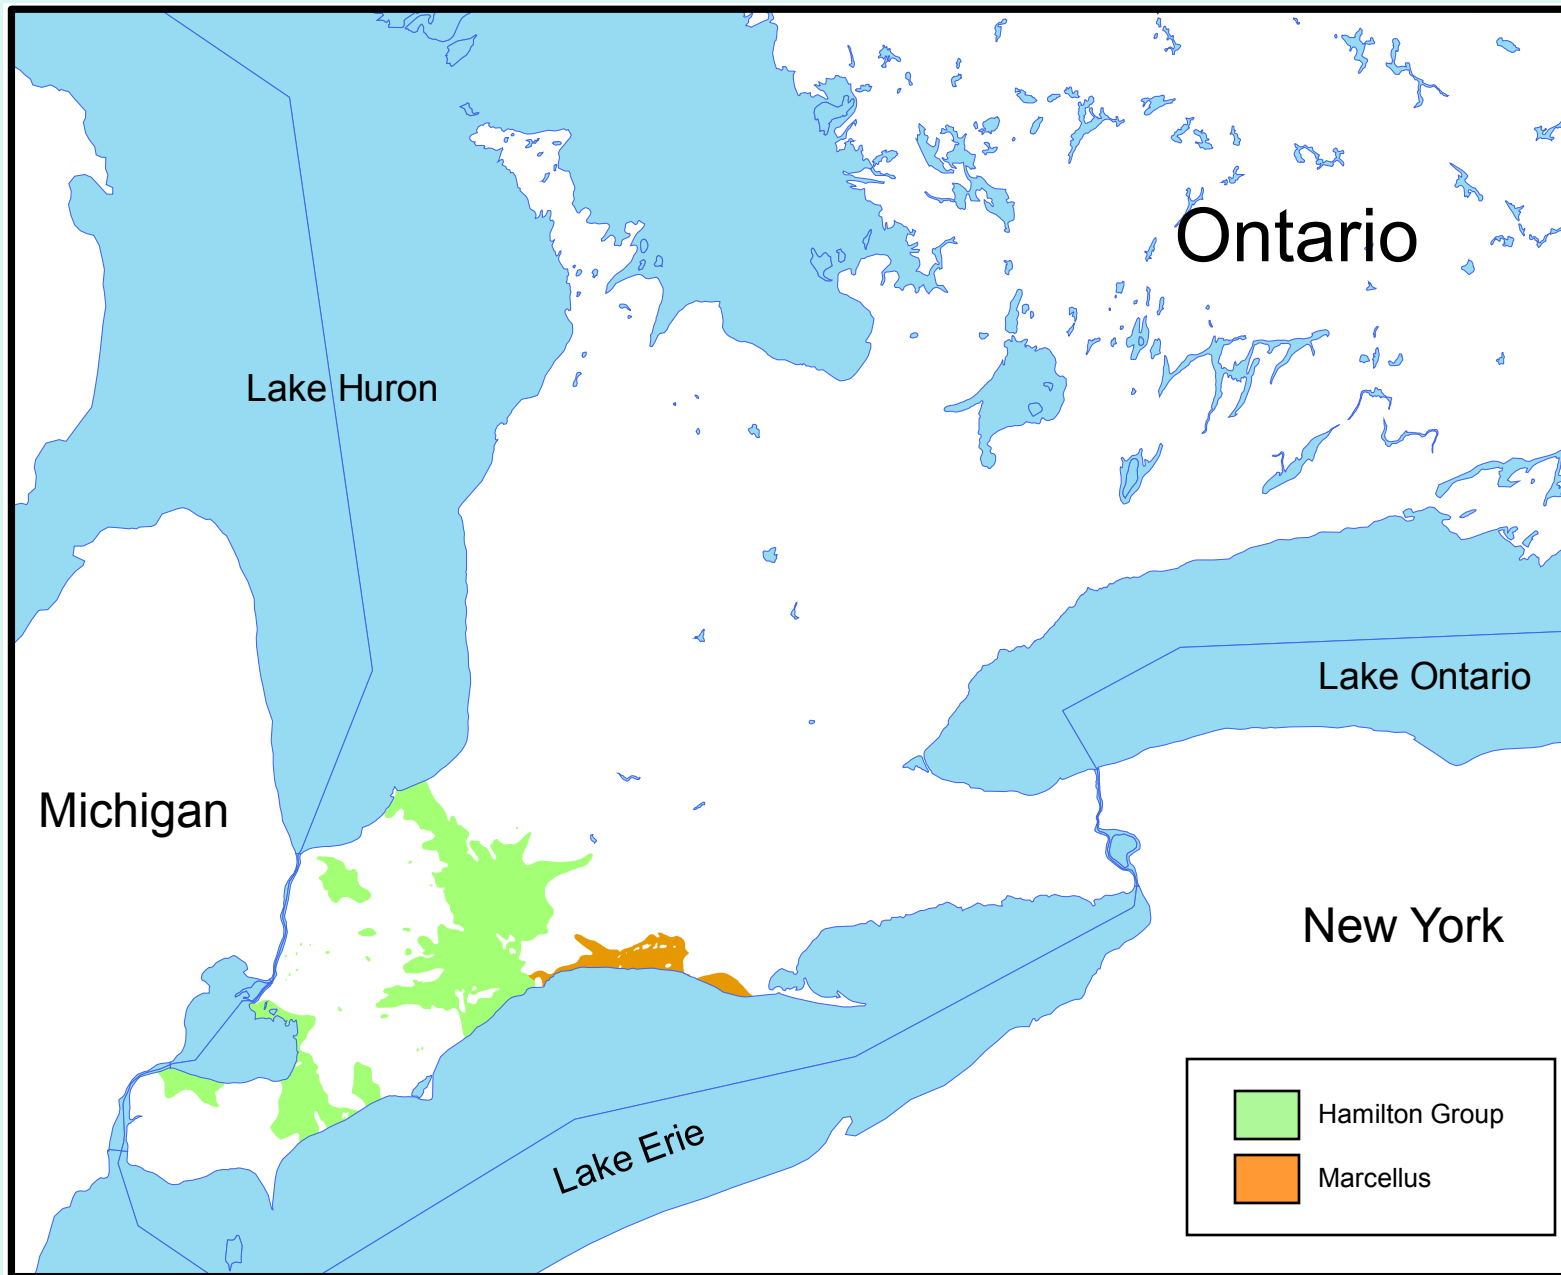 Ontario
Lake Huron
Lake Ontario
Michigan
New York
Lake Erie
Hamilton Group
Marcellus